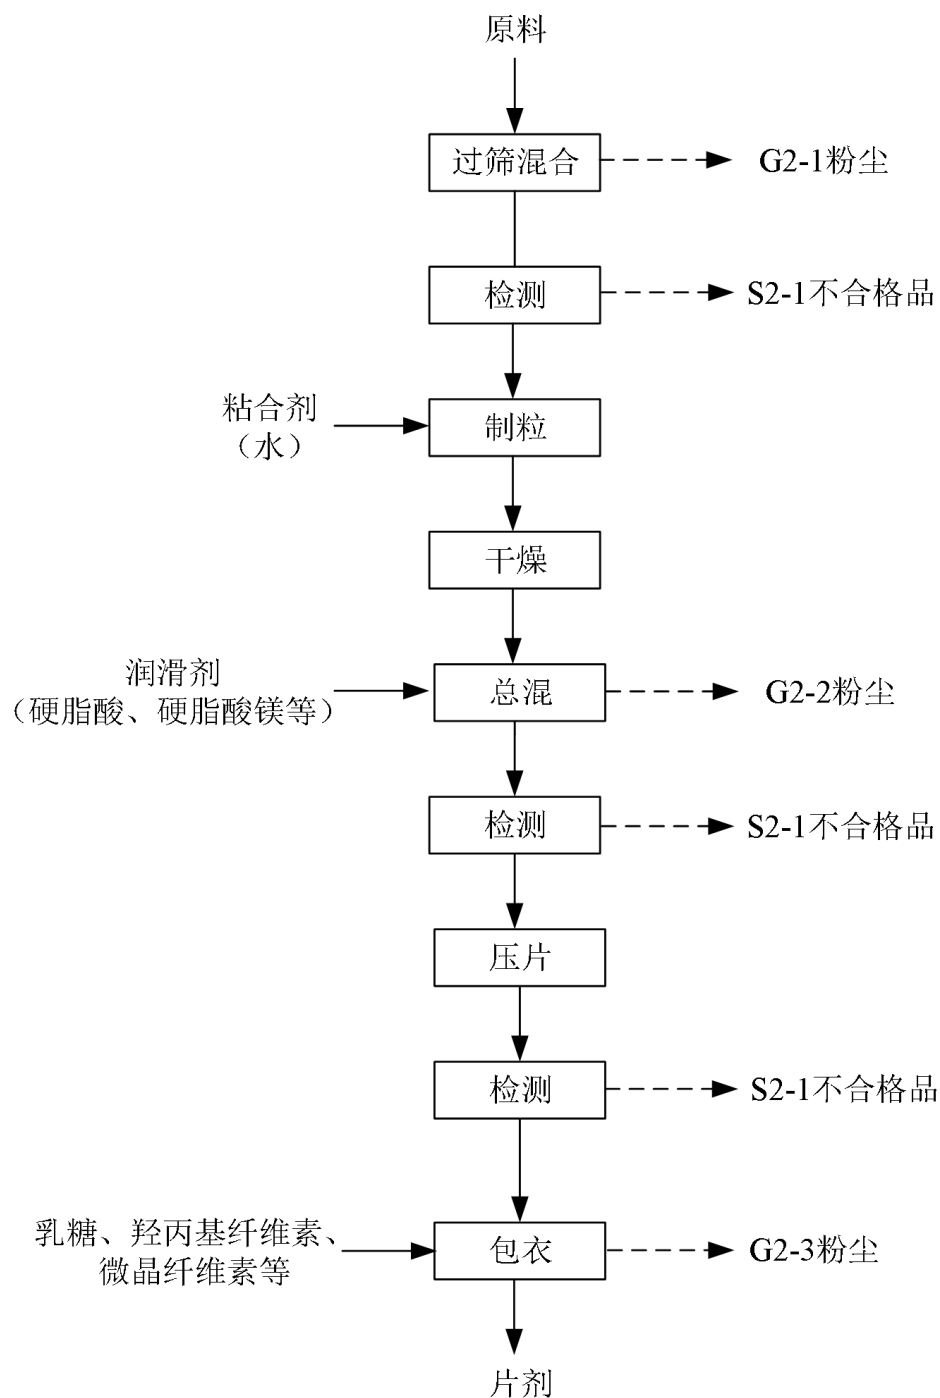 原料
过筛混合
G2-1粉尘
检测
S2-1不合格品
粘合剂
（水）
制粒
干燥
润滑剂
（硬脂酸、硬脂酸镁等）
总混
G2-2粉尘
检测
S2-1不合格品
压片
检测
S2-1不合格品
乳糖、羟丙基纤维素、
微晶纤维素等
包衣
G2-3粉尘
片剂